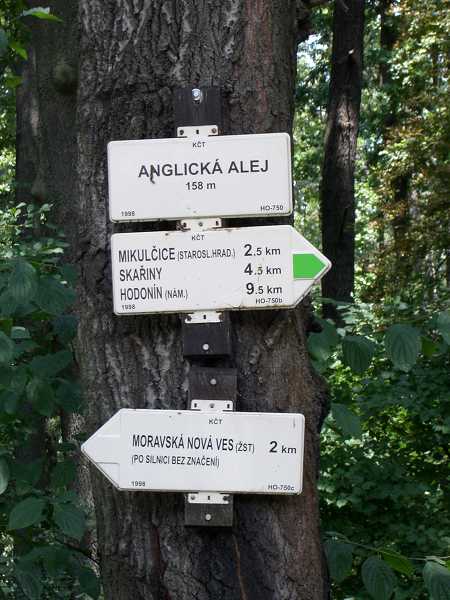 KČT
ANGLICKÁ ALEJ
158 m
1998 HO-750
KČT
MIKULČICE (STAROSL.HRAD.) 2.5 km
SKAŘINY 4.5 km
HODONÍN (NÁM.) 9.5 km
1998 HO-750b
KČT
MORAVSKÁ NOVÁ VES (ŽST) 2 km
(PO SILNICI BEZ ZNAČENÍ)
1998 HO-750c